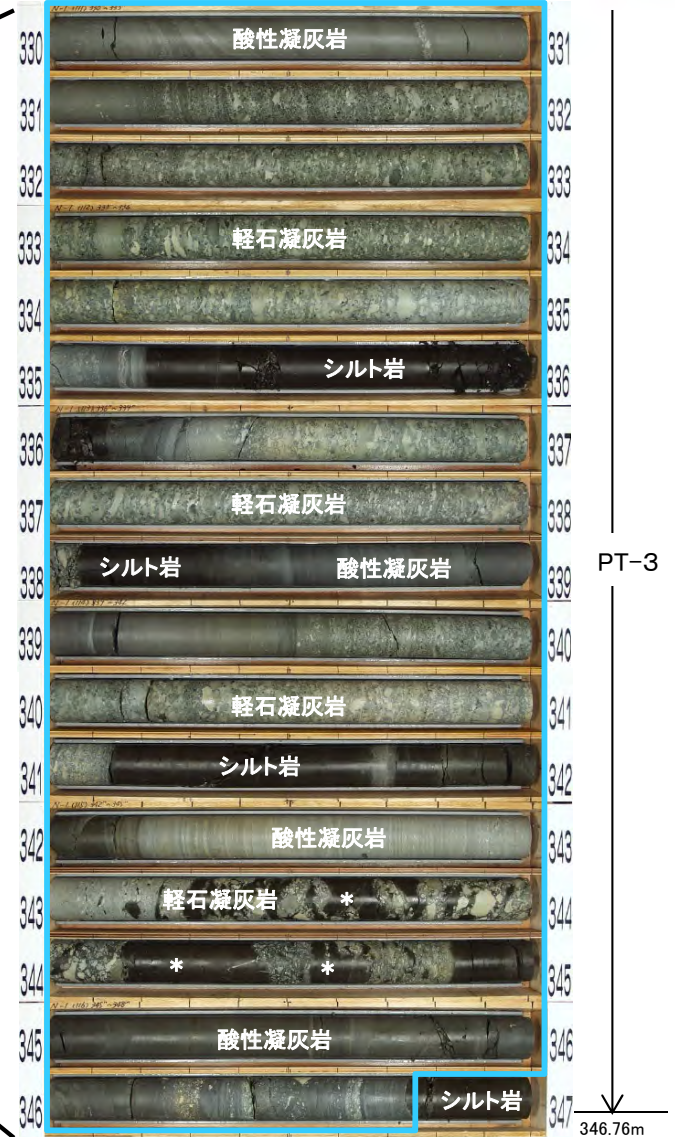 330 酸性凝灰岩 331
331 332
332 333
333 軽石凝灰岩 334
334 335
335 シルト岩 336
336 337
337 軽石凝灰岩 338
338 シルト岩 酸性凝灰岩 339
PT-3
339 340
340 軽石凝灰岩 341
341 シルト岩 342
342 酸性凝灰岩 343
343 軽石凝灰岩 * 344
344 * * 345
345 酸性凝灰岩 346
346 シルト岩 347
346.76m